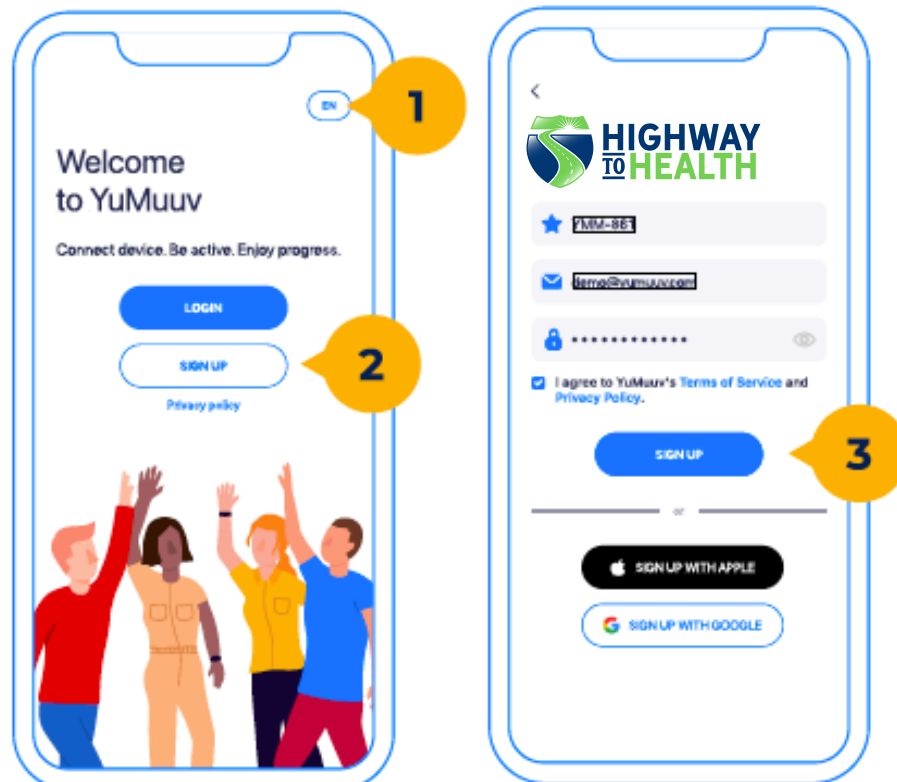 EN
1
Welcome
to YuMuuv
Connect device. Be active. Enjoy progress.
LOGIN
SIGN UP
2
Privacy policy
HIGHWAY
TO HEALTH
YMM-861
demo@yumuuv.com
I agree to YuMuuv's Terms of Service and
Privacy Policy.
SIGN UP
3
or
SIGN UP WITH APPLE
G SIGN UP WITH GOOGLE